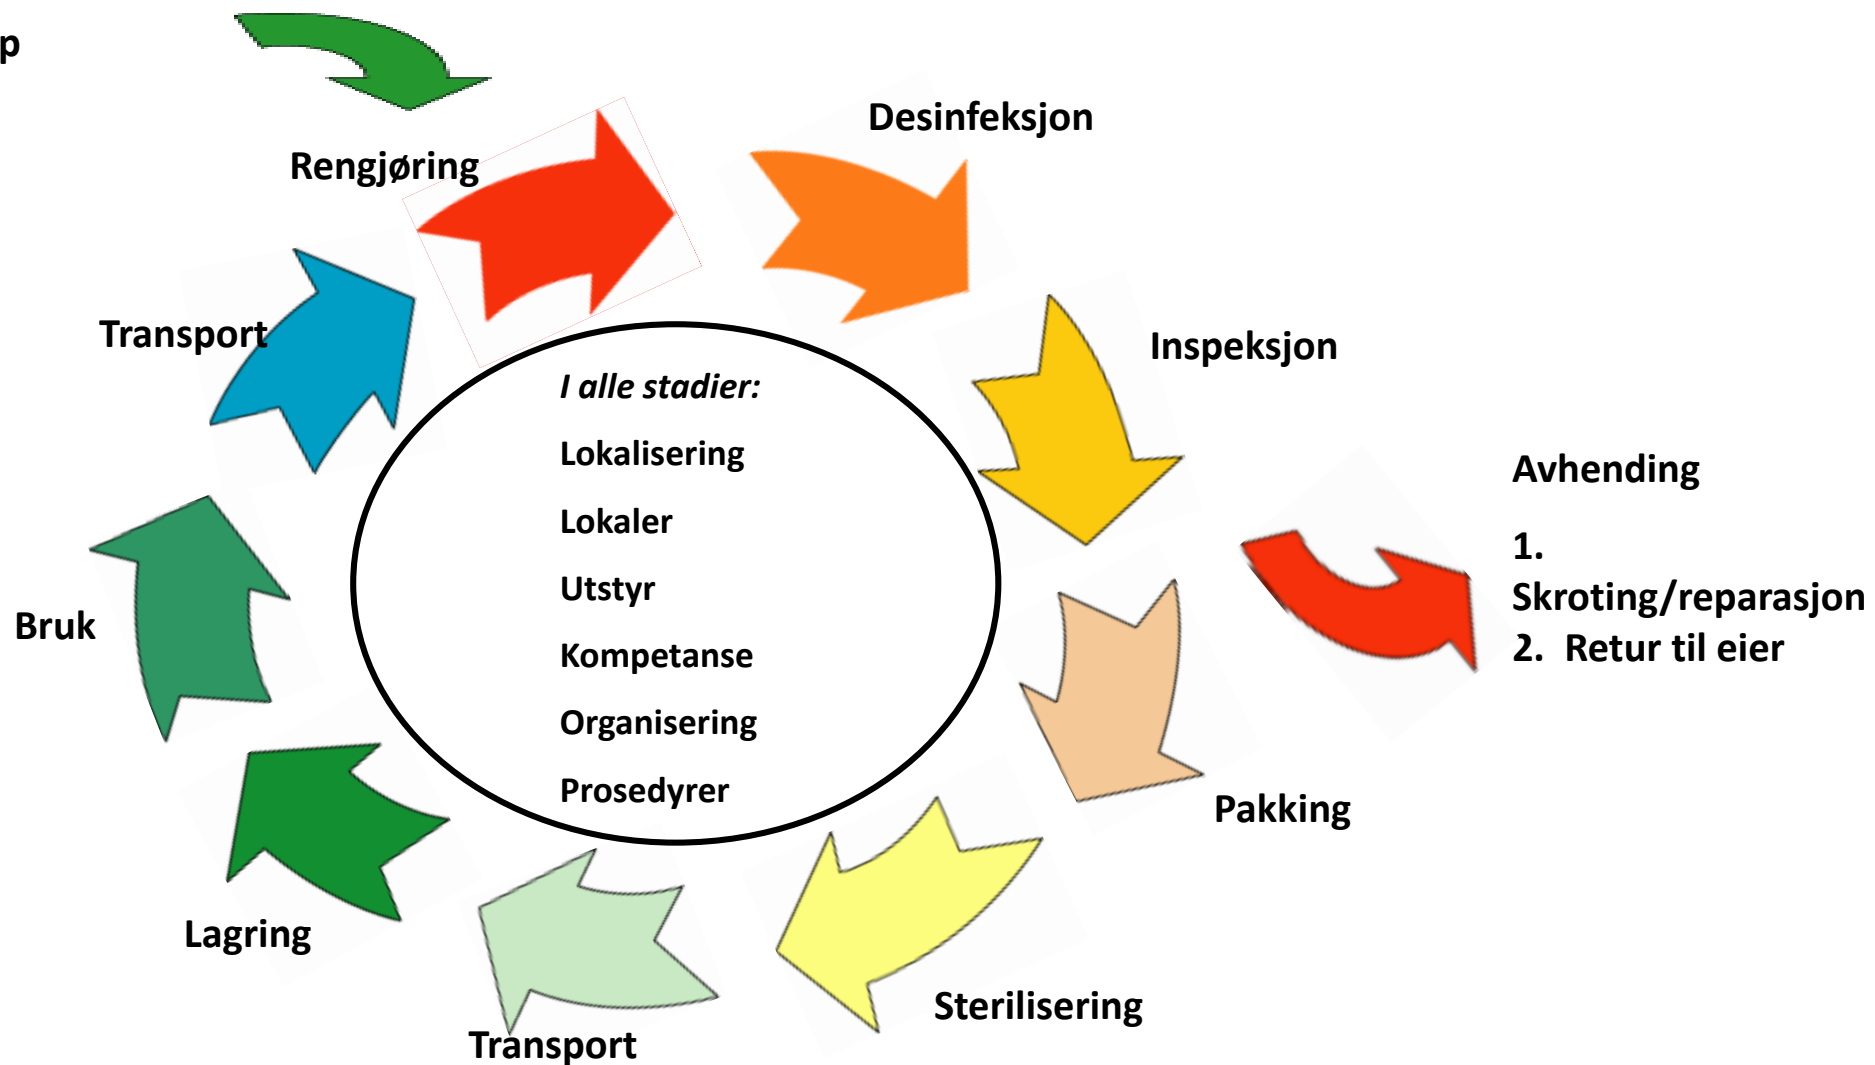 p
Rengjøring
Desinfeksjon
Transport
Inspeksjon
I alle stadier:
Lokalisering
Lokaler
Utstyr
Kompetanse
Organisering
Prosedyrer
Avhending
1.
Skroting/reparasjon
2. Retur til eier
Bruk
Pakking
Lagring
Sterilisering
Transport